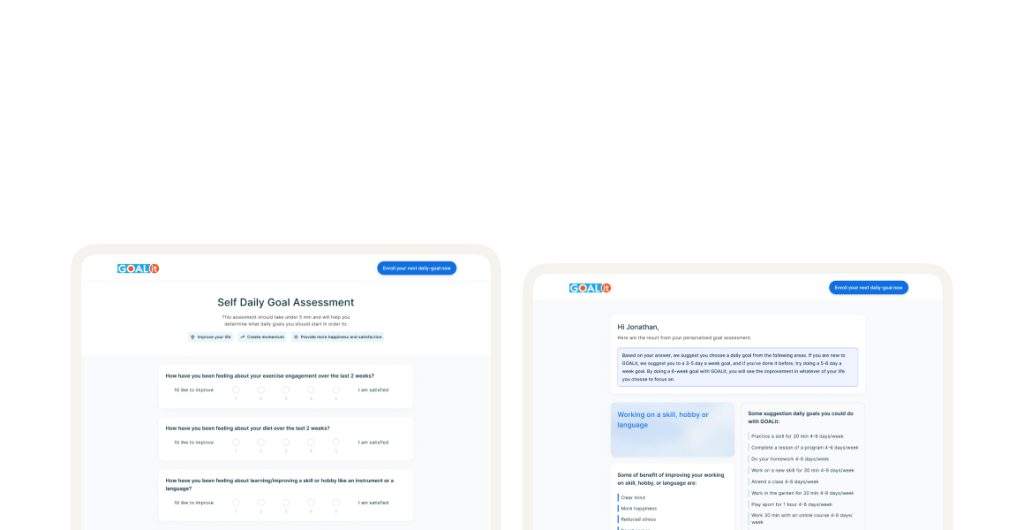 GOALit
Enroll your next daily-goal now
Self Daily Goal Assessment
This assessment should take under 5 min and will help you
determine what daily goals you should start in order to:
Improve your life
Create momentum
Provide more happiness and satisfaction
How have you been feeling about your exercise engagement over the last 2 weeks?
I'd like to improve
I am satisfied
1 2 3 4 5
How have you been feeling about your diet over the last 2 weeks?
I'd like to improve
I am satisfied
1 2 3 4 5
How have you been feeling about learning/improving a skill or hobby like an instrument or a
language?
I'd like to improve
I am satisfied
1 2 3 4 5
GOALit
Enroll your next daily-goal now
Hi Jonathan,
Here are the result from your personalized goal assessment.
Based on your answer, we suggest you choose a daily goal from the following areas. If you are new to
GOALit, we suggest you to a 3-5 day a week goal, and if you've done it before, try doing a 5-6 day a
week goal. By doing a 6-week goal with GOALit, you will see the improvement in whatever of your life
you choose to focus on.
Working on a skill, hobby or
language
Some of benefit of improving your working
on skill, hobby, or language are:
Clear mind
More happiness
Reduced stress
Some suggestion daily goals you could do
with GOALit:
Practice a skill for 20 min 4-6 days/week
Complete a lesson of a program 4-6 days/week
Do your homework 4-6 days/week
Work on a new skill for 30 min 4-6 days/week
Attend a class 4-6 days/week
Work in the garden for 30 min 4-6 days/week
Play sport for 1 hour 4-6 days/week
Work 30 min with an online course 4-6 days/
week